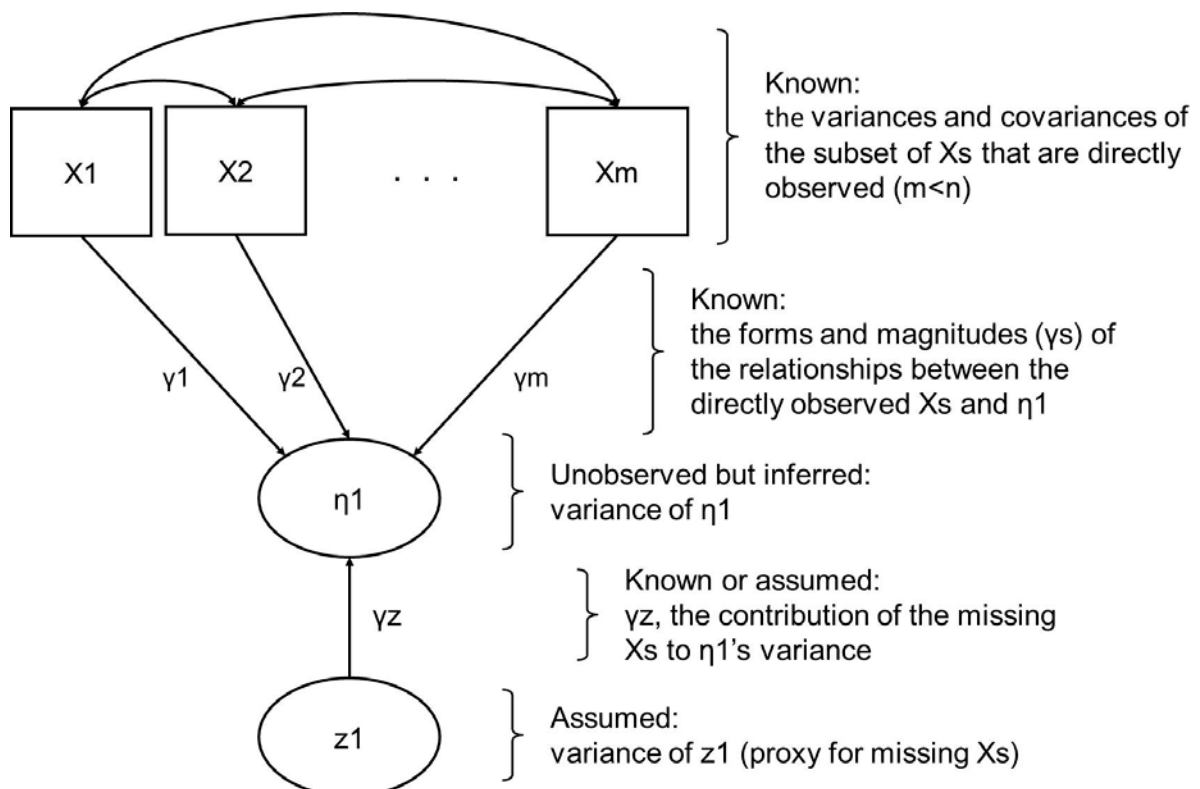 Known:
the variances and covariances of
the subset of Xs that are directly
observed (m<n)
X1
X2
. . .
Xm
Known:
the forms and magnitudes (γs) of
the relationships between the
directly observed Xs and η1
γ1
γ2
γm
Unobserved but inferred:
variance of η1
η1
Known or assumed:
γz, the contribution of the missing
Xs to η1’s variance
γz
Assumed:
variance of z1 (proxy for missing Xs)
z1